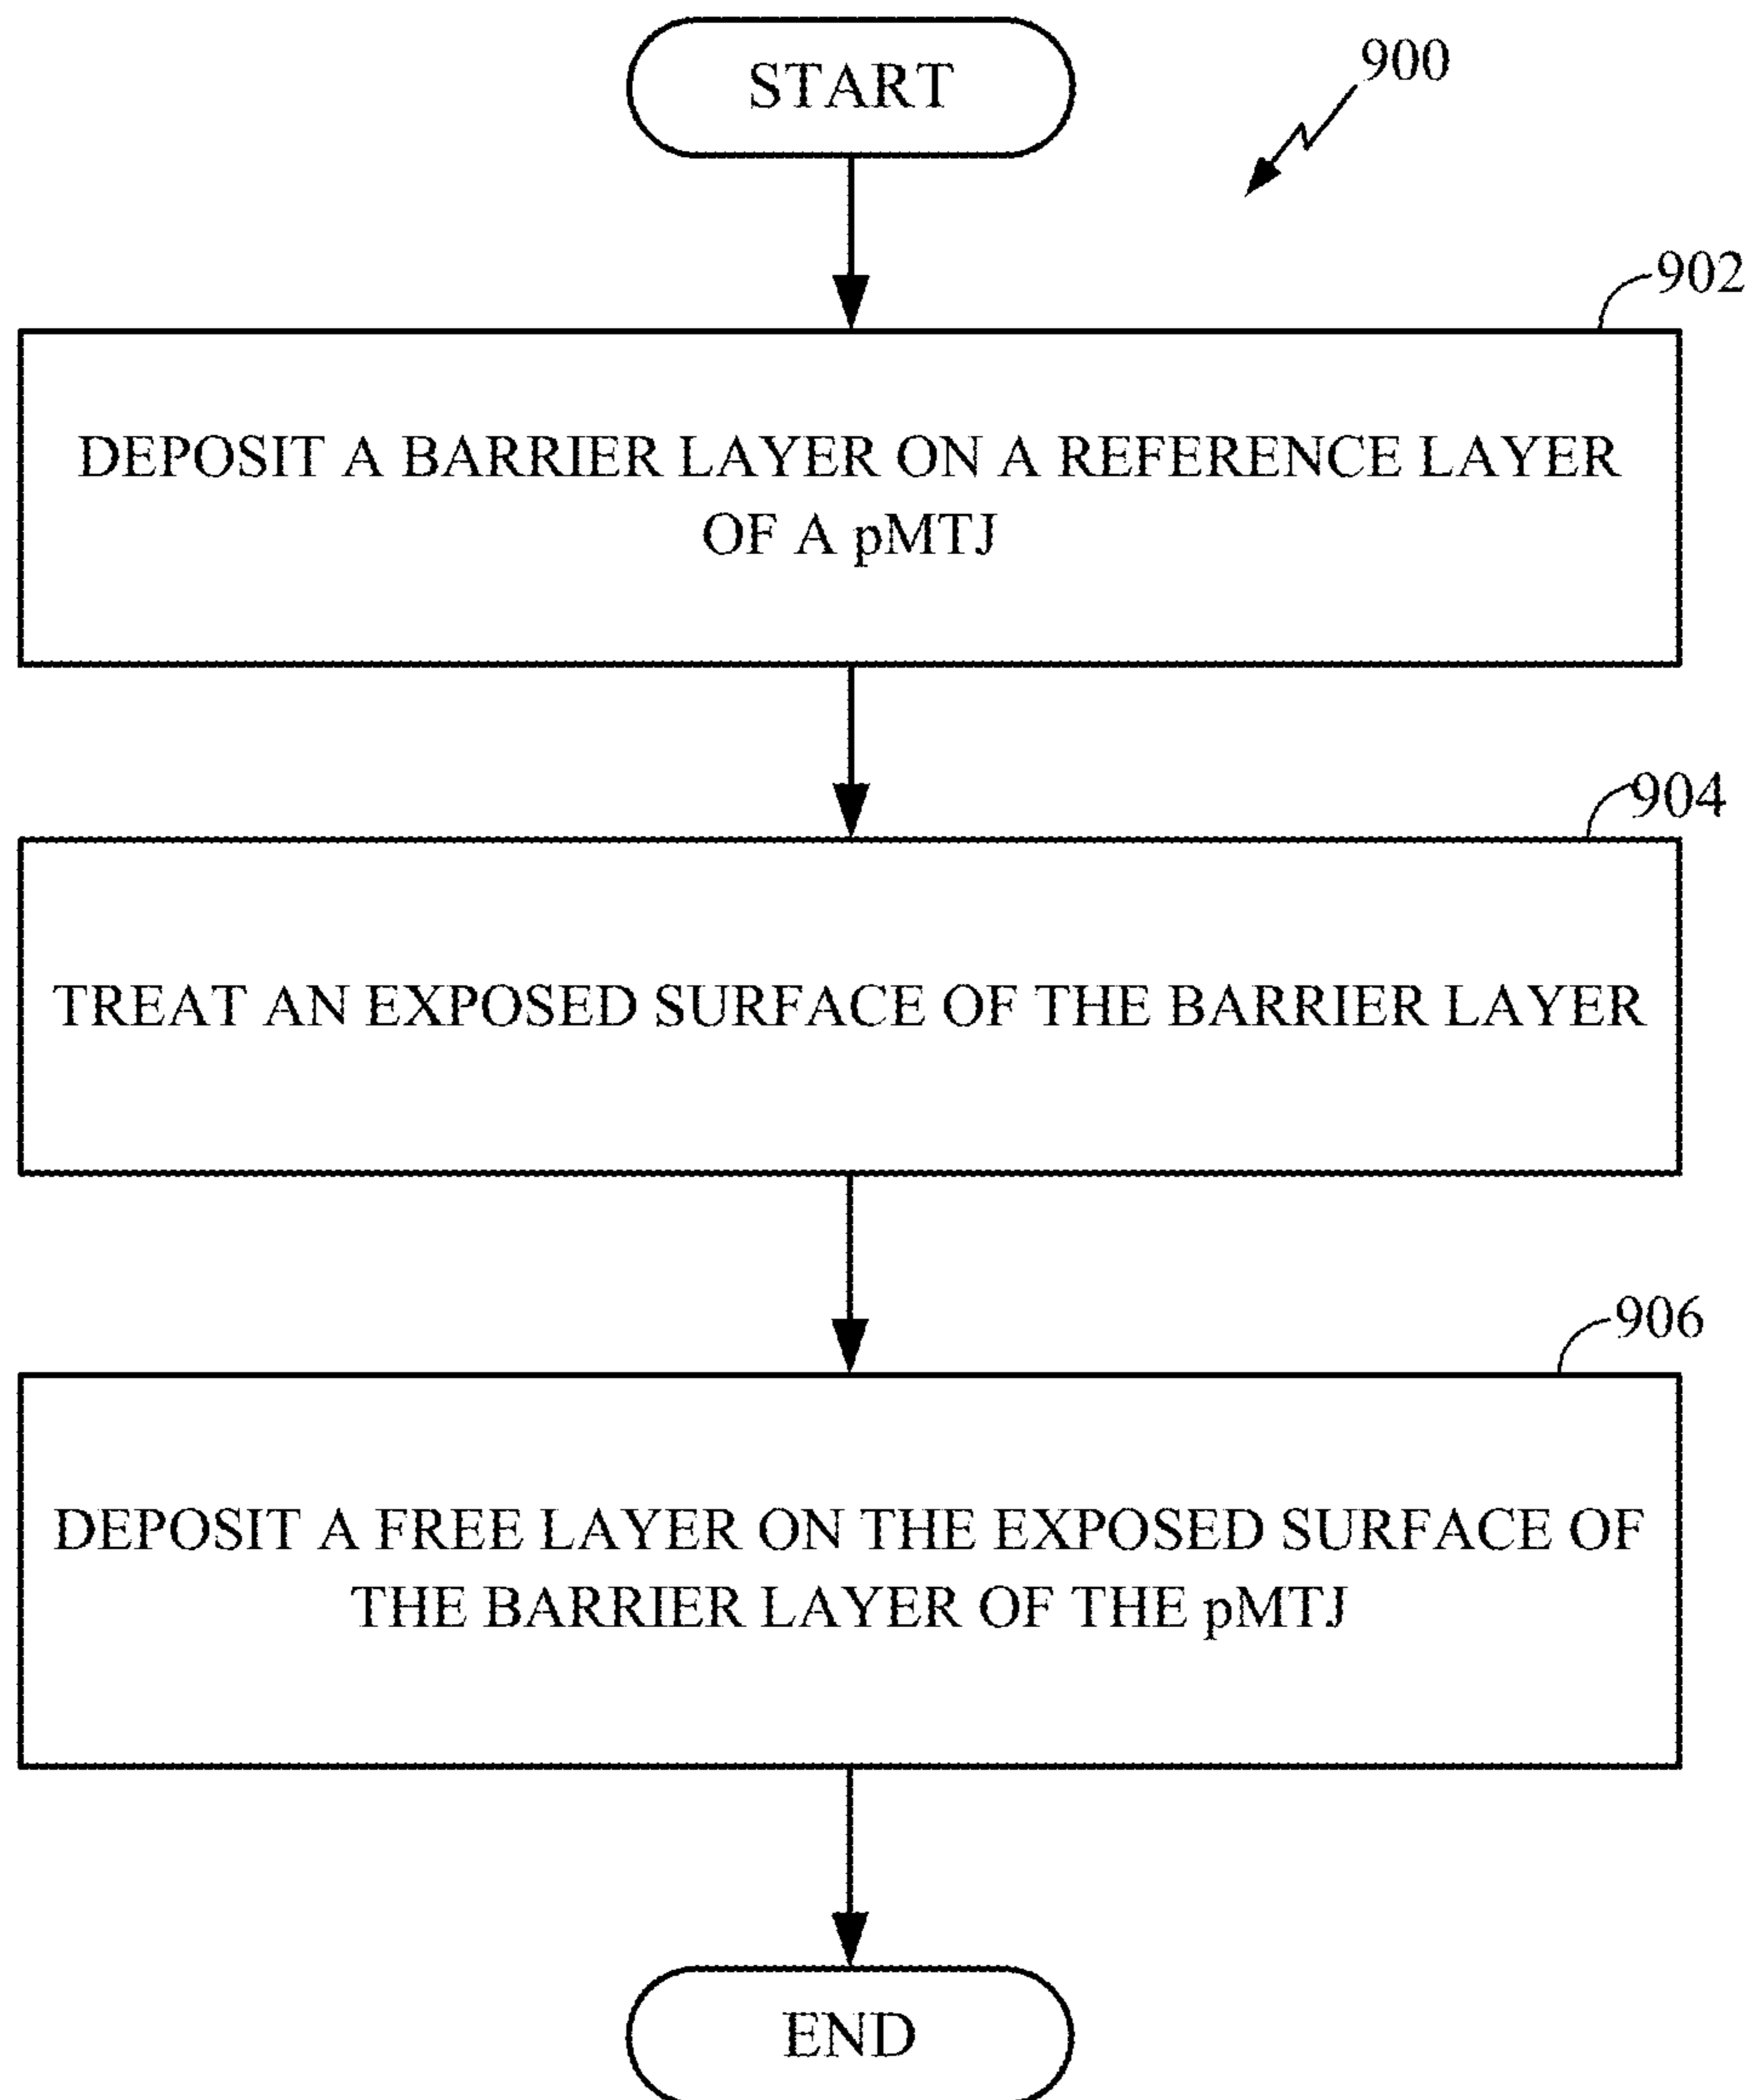 START
900
902
DEPOSIT A BARRIER LAYER ON A REFERENCE LAYER
OF A pMTJ
904
TREAT AN EXPOSED SURFACE OF THE BARRIER LAYER
906
DEPOSIT A FREE LAYER ON THE EXPOSED SURFACE OF
THE BARRIER LAYER OF THE pMTJ
END